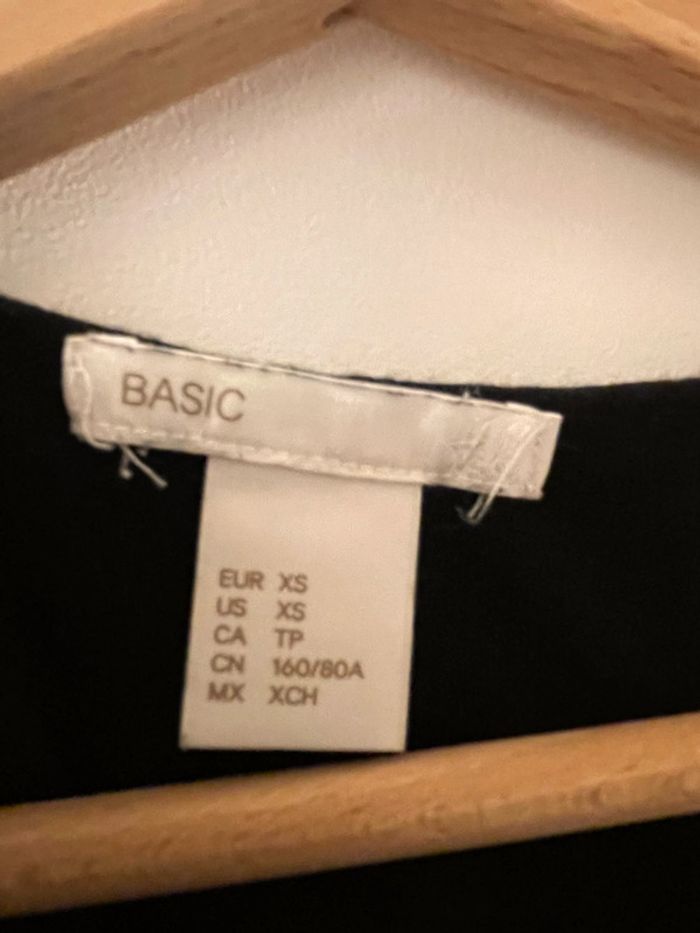 BASIC
EUR XS
US XS
CA TP
CN 160/80A
MX XCH